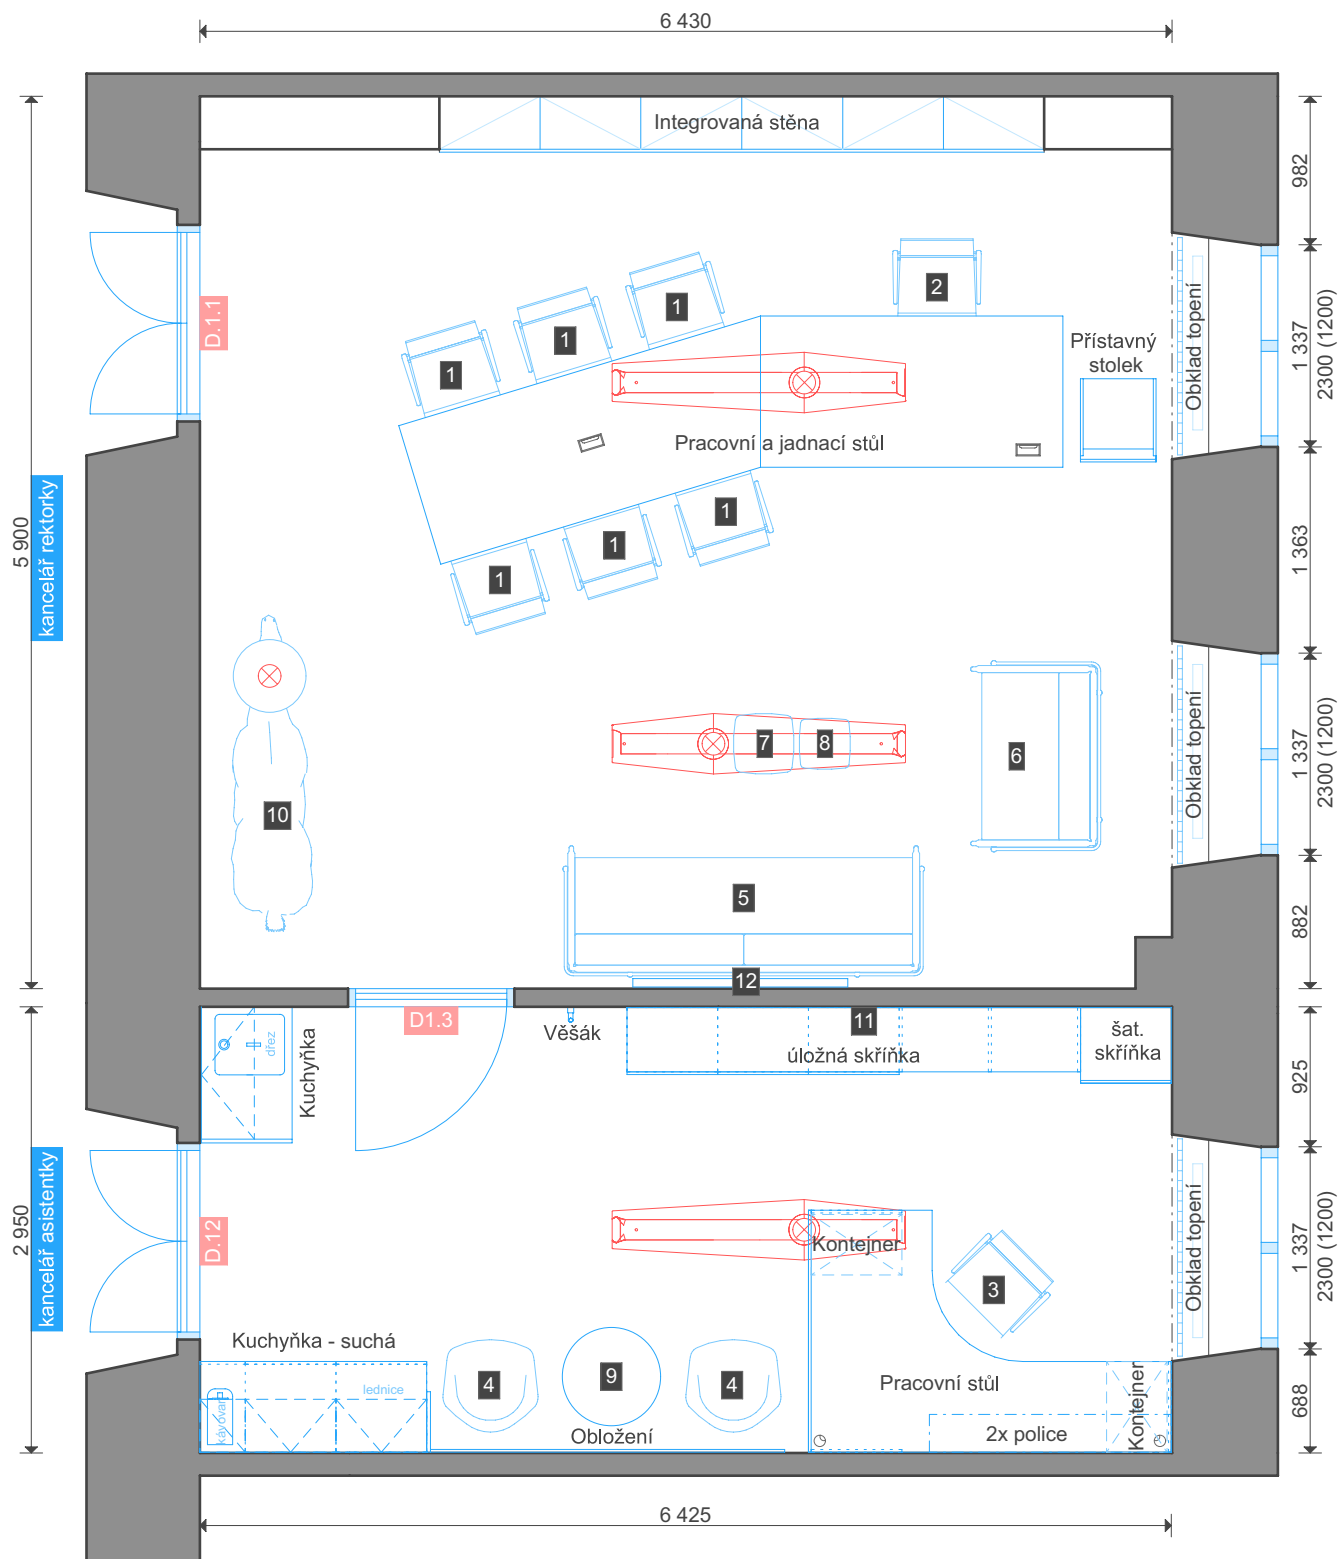 6 430
Integrovaná stěna
982
D.1.1
1
1
1
2
Přístavný
stolek
Obklad topení
1 337
2300 (1200)
Pracovní a jadnací stůl
1
1
1
5 900
kancelář rektorky
1 363
10
7
8
6
Obklad topení
1 337
2300 (1200)
5
12
882
D1.3
Věšák
11
úložná skříňka
šat.
skříňka
dřez
Kuchyňka
925
2 950
kancelář asistentky
D.12
Kontejner
3
Obklad topení
1 337
2300 (1200)
Kuchyňka - suchá
lednice
kávovar
4
9
4
Obložení
Pracovní stůl
2x police
Kontejner
688
6 425